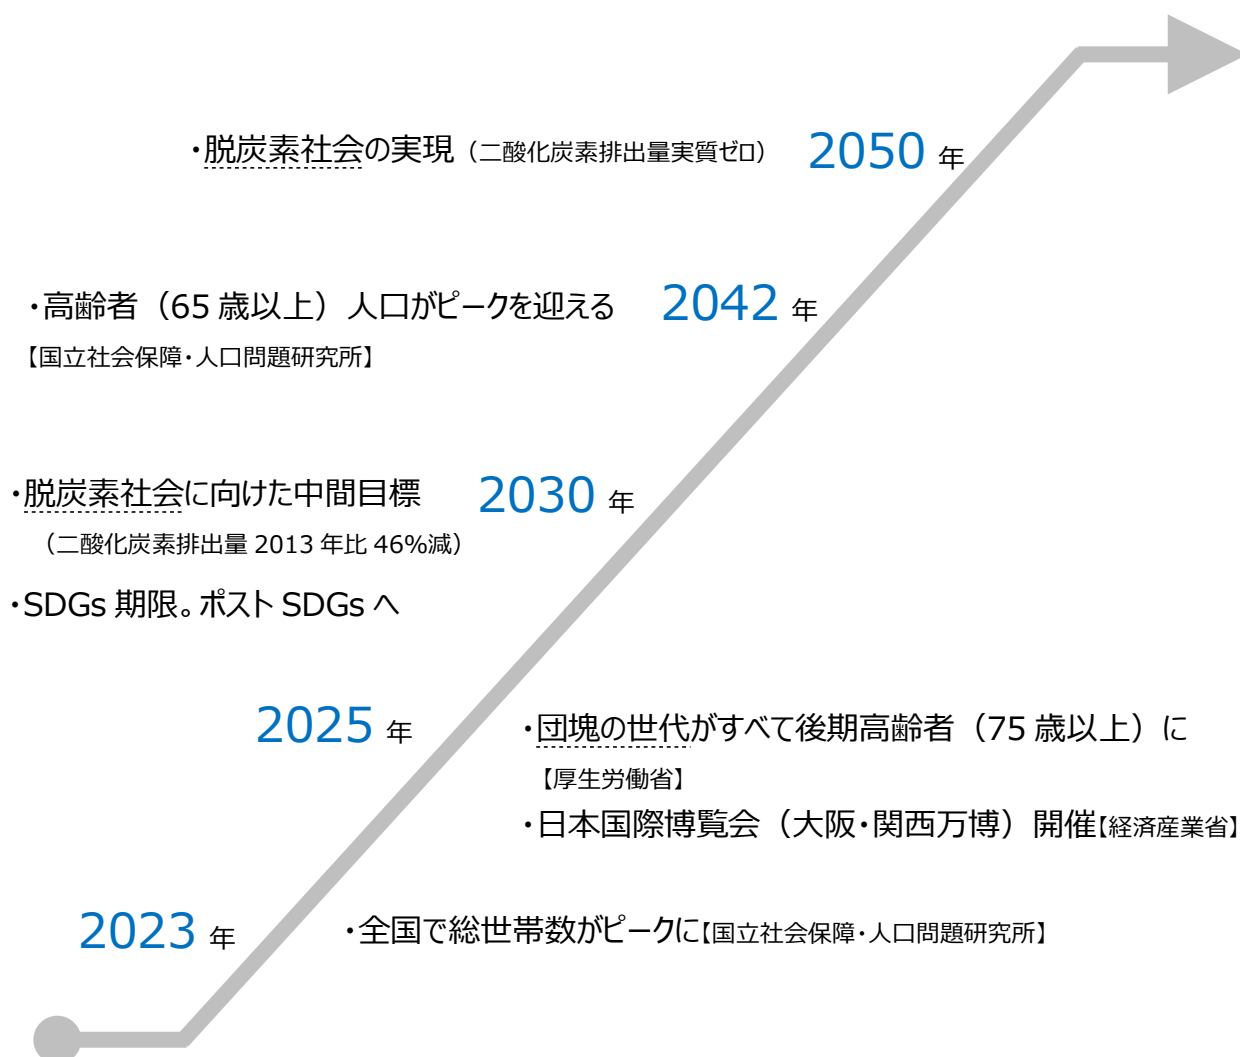 ・脱炭素社会の実現（二酸化炭素排出量実質ゼロ） 2050 年
・高齢者（65 歳以上）人口がピークを迎える 2042 年
【国立社会保障・人口問題研究所】
・脱炭素社会に向けた中間目標 2030 年
（二酸化炭素排出量 2013 年比 46%減）
・SDGs 期限。ポスト SDGs へ
2025 年 ・団塊の世代がすべて後期高齢者（75 歳以上）に
【厚生労働省】
・日本国際博覧会（大阪・関西万博）開催【経済産業省】
2023 年 ・全国で総世帯数がピークに【国立社会保障・人口問題研究所】